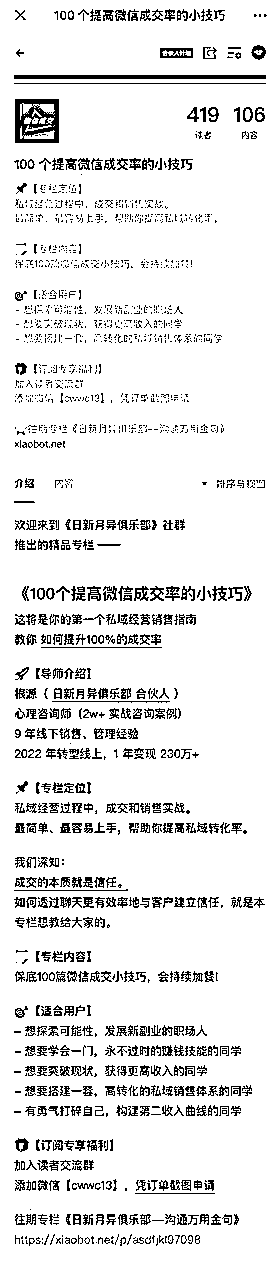 100 个提高微信成交率的小技巧
合伙人计划
419 106
读者 内容
100 个提高微信成交率的小技巧
【专栏定位】
私域经营过程中，成交和销售实战。
最简单、最容易上手，帮助你提高私域转化率。
【专栏内容】
保底100篇微信成交小技巧，会持续加餐！
【适合用户】
- 想探索可能性，发展新副业的职场人
- 想要突破现状，获得更高收入的同学
- 想要搭建一套，高转化的私域销售体系的同学
【订阅专享福利】
加入读者交流群
添加微信【cwwc13】，凭订单截图申请
往期专栏《日新月异俱乐部—沟通万用金句》
xiaobot.net
介绍 内容 排序与视图
欢迎来到《日新月异俱乐部》社群
推出的精品专栏 ——
《100个提高微信成交率的小技巧》
这将是你的第一个私域经营销售指南
教你 如何提升100%的成交率
【导师介绍】
根源（ 日新月异俱乐部 合伙人 ）
心理咨询师（2w+ 实战咨询案例）
9 年线下销售、管理经验
2022 年转型线上，1 年变现 230万+
【专栏定位】
私域经营过程中，成交和销售实战。
最简单、最容易上手，帮助你提高私域转化率。
我们深知：
成交的本质就是信任。
如何透过聊天更有效率地与客户建立信任，就是本
专栏想教给大家的。
【专栏内容】
保底100篇微信成交小技巧，会持续加餐！
【适合用户】
- 想探索可能性，发展新副业的职场人
- 想要学会一门，永不过时的赚钱技能的同学
- 想要突破现状，获得更高收入的同学
- 想要搭建一套，高转化的私域销售体系的同学
- 有勇气打碎自己，构建第二收入曲线的同学
【订阅专享福利】
加入读者交流群
添加微信【cwwc13】，凭订单截图申请
往期专栏《日新月异俱乐部—沟通万用金句》
https://xiaobot.net/p/asdfjkl97098